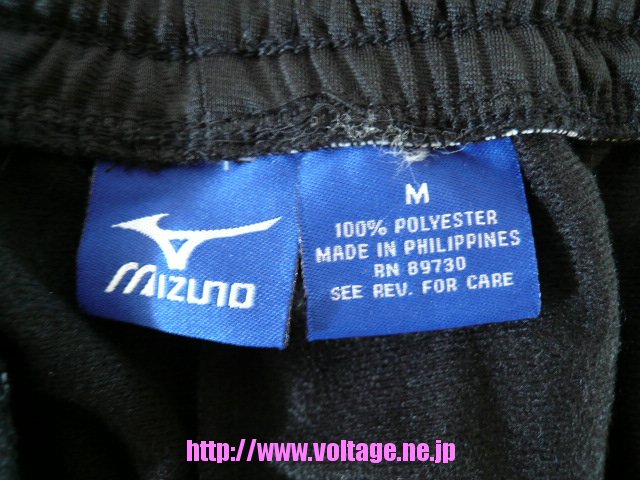 MIZUNO
M
100% POLYESTER
MADE IN PHILIPPINES
RN 89730
SEE REV. FOR CARE
http://www.voltage.ne.jp